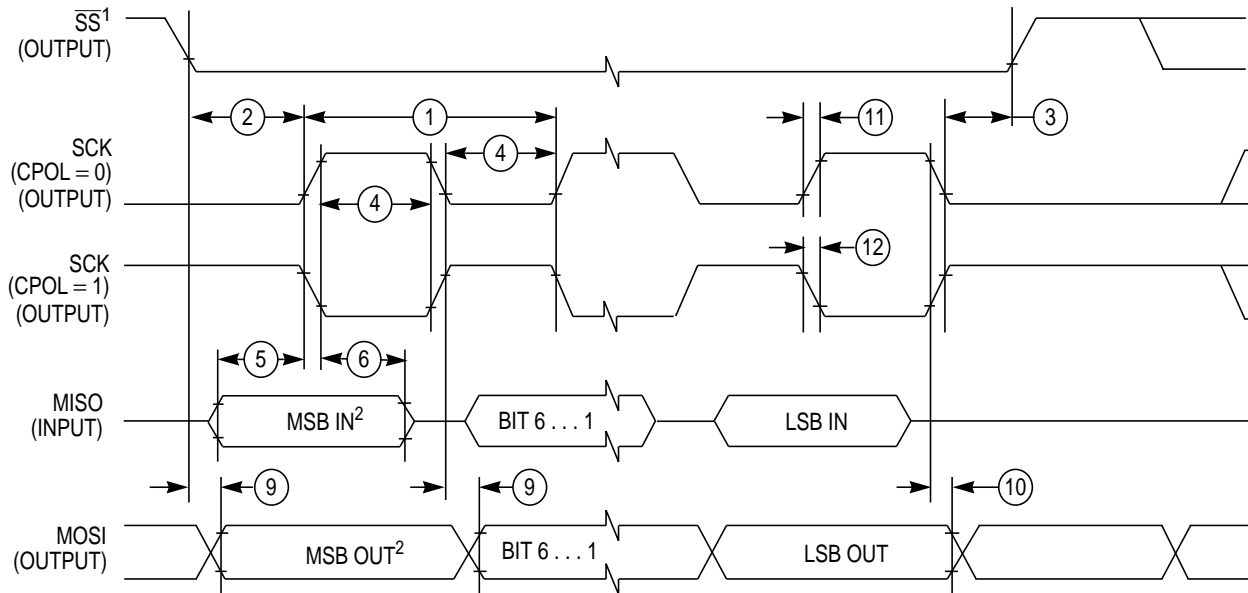 S̅S̅¹
(OUTPUT)
2
1
11
3
SCK
(CPOL = 0)
(OUTPUT)
4
4
SCK
(CPOL = 1)
(OUTPUT)
12
5
6
MISO
(INPUT)
MSB IN²
BIT 6 . . . 1
LSB IN
9
9
10
MOSI
(OUTPUT)
MSB OUT²
BIT 6 . . . 1
LSB OUT